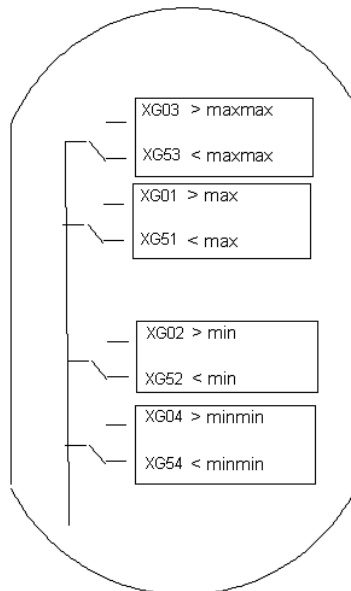 XG03 > maxmax
XG53 < maxmax
XG01 > max
XG51 < max
XG02 > min
XG52 < min
XG04 > minmin
XG54 < minmin